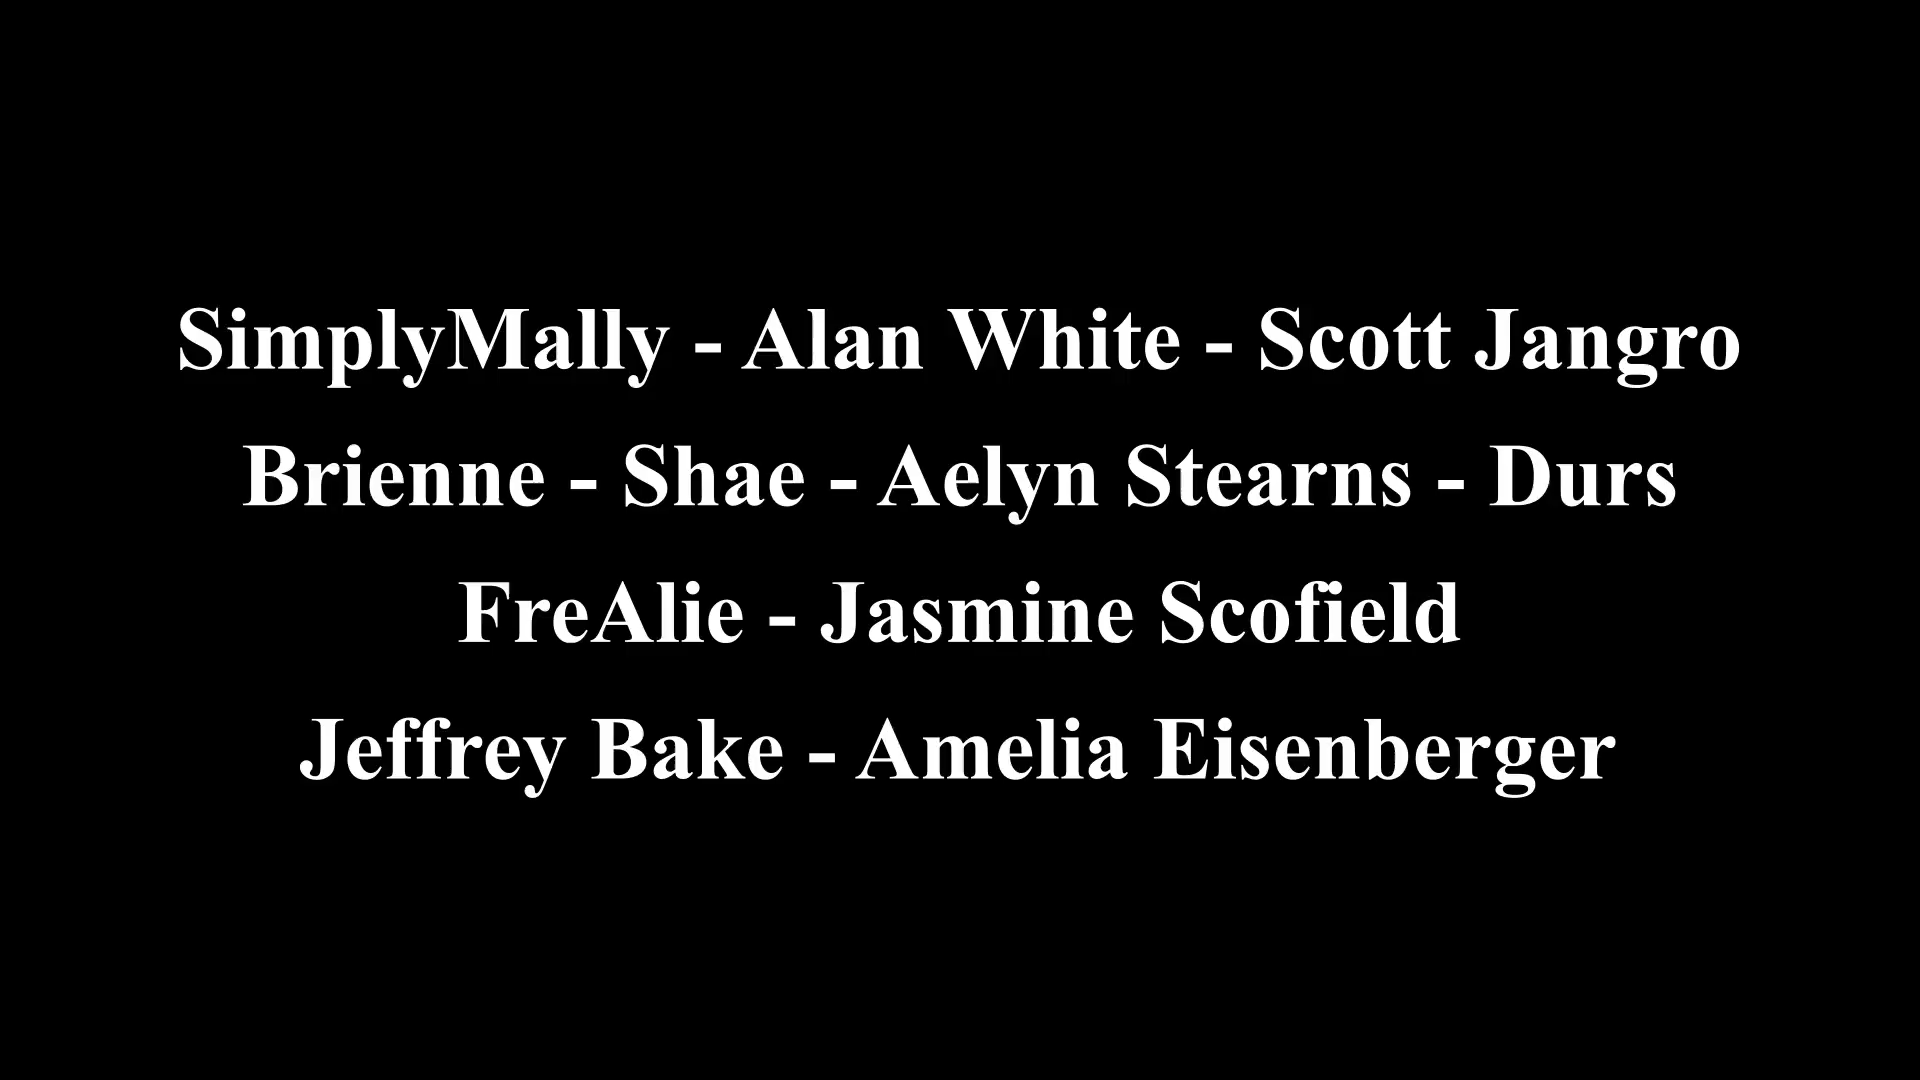 SimplyMally - Alan White - Scott Jangro
Brienne - Shae - Aelyn Stearns - Durs
FreAlie - Jasmine Scofield
Jeffrey Bake - Amelia Eisenberger